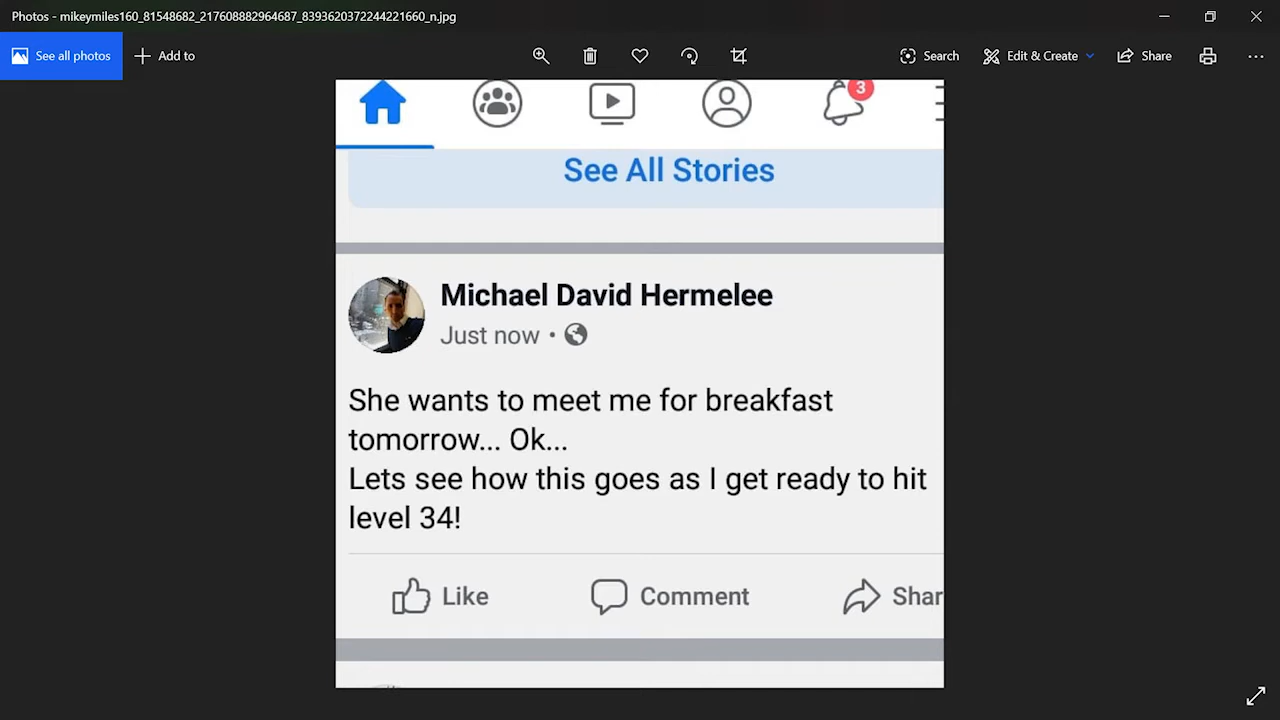 Photos - mikeymiles160_81548682_217608882964687_8393620372244221660_n.jpg
See all photos
Add to
Search
Edit & Create
Share
3
See All Stories
Michael David Hermelee
Just now •
She wants to meet me for breakfast
tomorrow... Ok...
Lets see how this goes as I get ready to hit
level 34!
Like
Comment
Shar